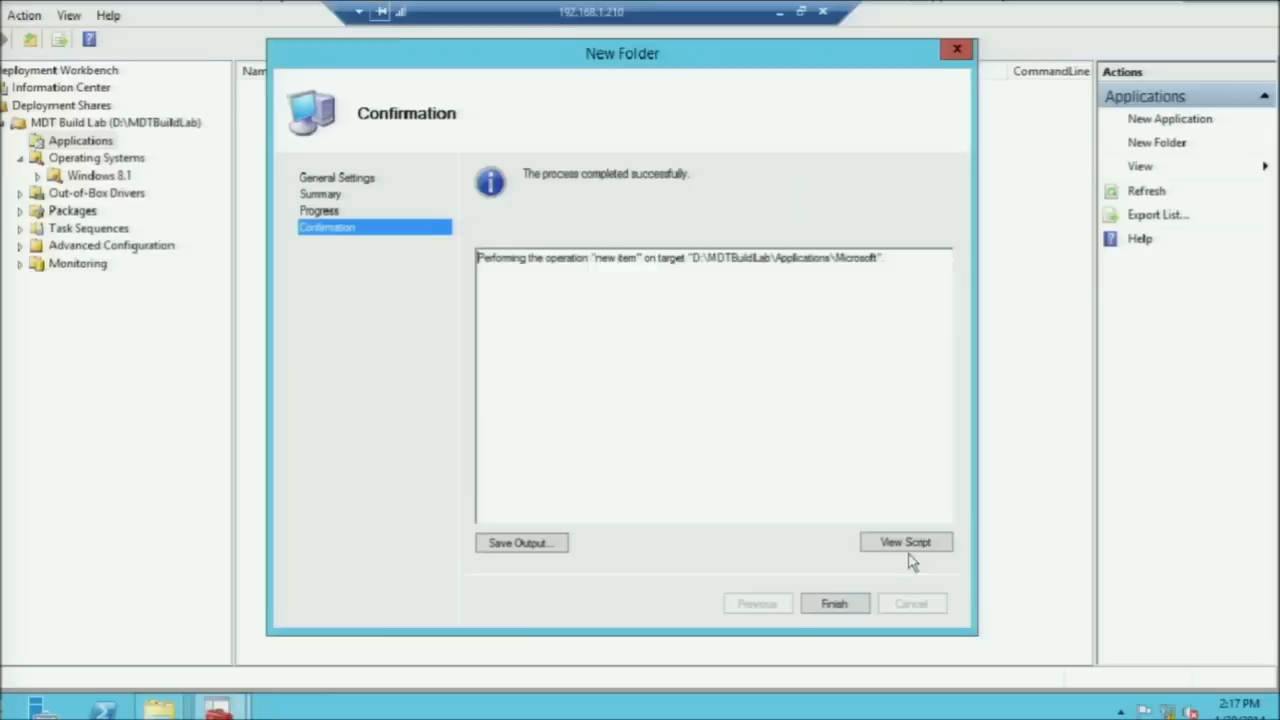 Action View Help
192.168.1.210
New Folder
Deployment Workbench
Information Center
Deployment Shares
MDT Build Lab (D:\MDTBuildLab)
Applications
Operating Systems
Windows 8.1
Out-of-Box Drivers
Packages
Task Sequences
Advanced Configuration
Monitoring
CommandLine
Confirmation
General Settings
Summary
Progress
Confirmation
The process completed successfully.
Performing the operation "new item" on target "D:\MDTBuildLab\Applications\Microsoft".
Save Output...
View Script
Previous
Finish
Cancel
Actions
Applications
New Application
New Folder
View
Refresh
Export List...
Help
2:17 PM